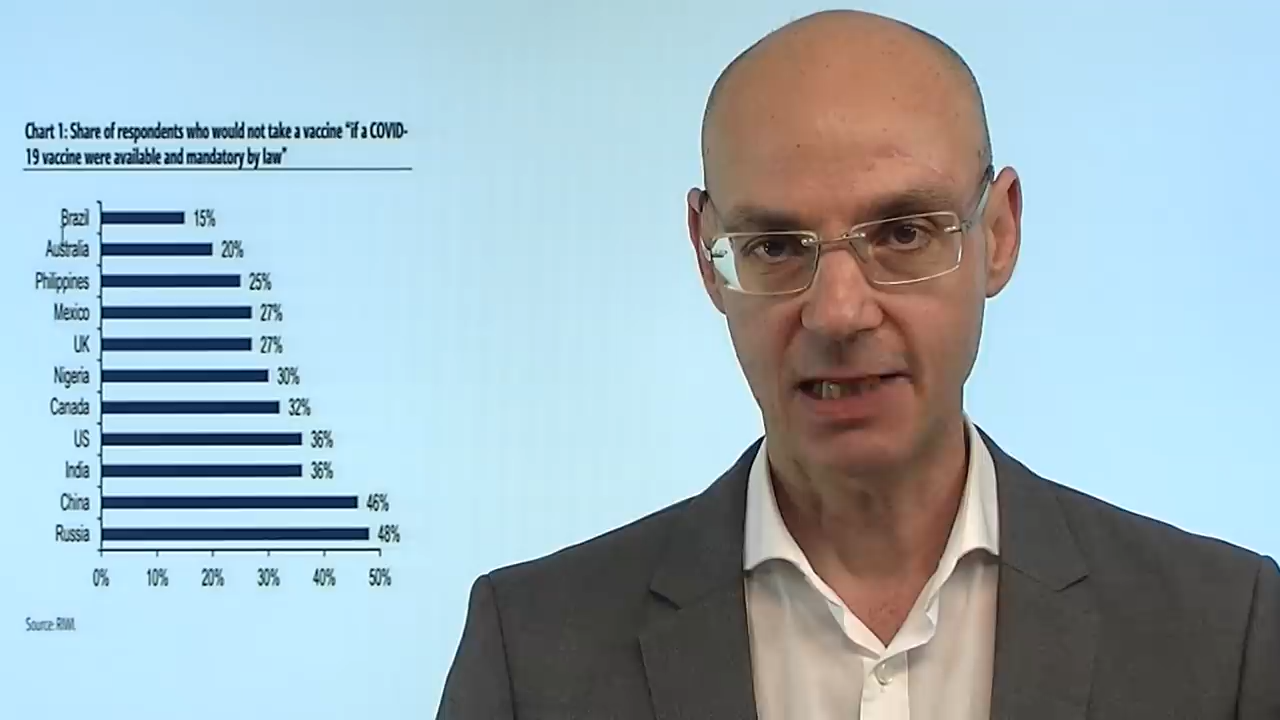 Chart 1: Share of respondents who would not take a vaccine "if a COVID-
19 vaccine were available and mandatory by law"
Brazil 15%
Australia 20%
Philippines 25%
Mexico 27%
UK 27%
Nigeria 30%
Canada 32%
US 36%
India 36%
China 46%
Russia 48%
0% 10% 20% 30% 40% 50%
Source: RIWI.